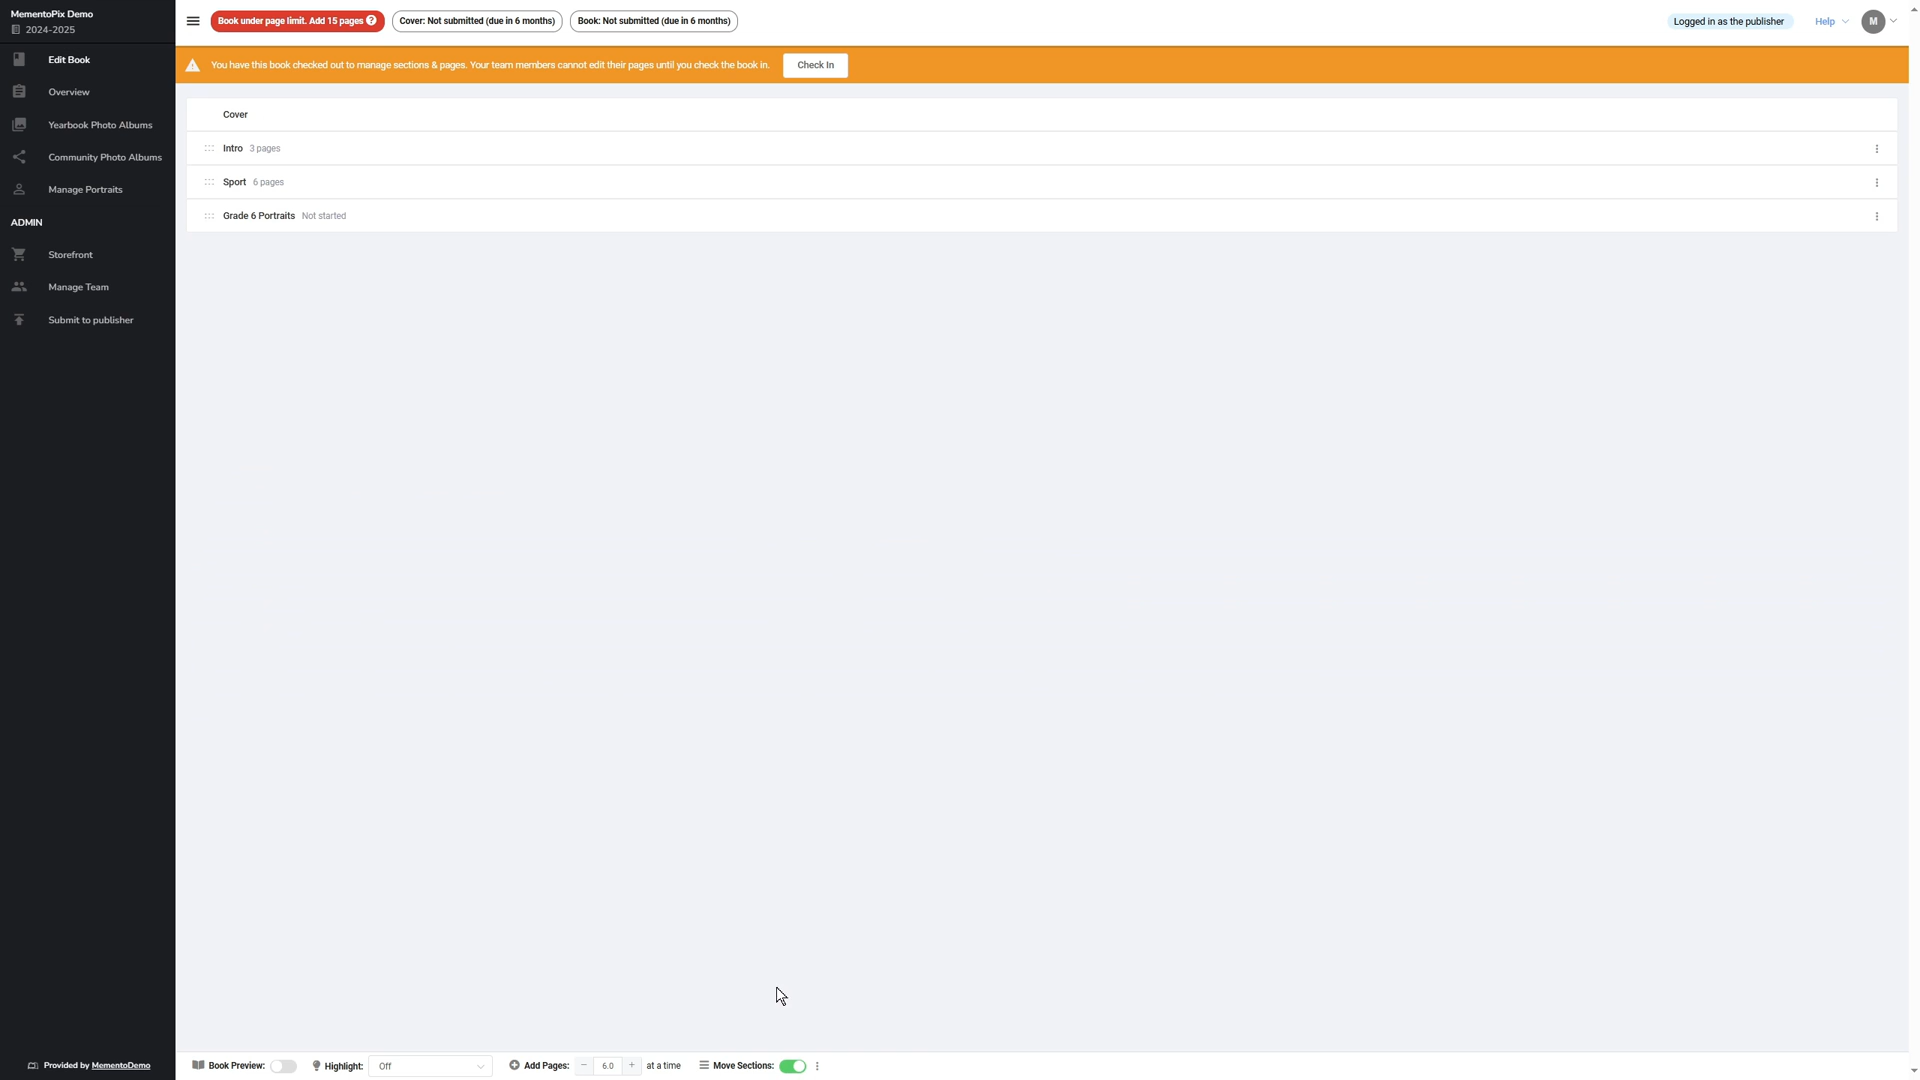 MementoPix Demo
2024-2025
Edit Book
Overview
Yearbook Photo Albums
Community Photo Albums
Manage Portraits
ADMIN
Storefront
Manage Team
Submit to publisher
Provided by MementoDemo
Book under page limit. Add 15 pages ?
Cover: Not submitted (due in 6 months)
Book: Not submitted (due in 6 months)
Logged in as the publisher
Help
M
You have this book checked out to manage sections & pages. Your team members cannot edit their pages until you check the book in.
Check In
Cover
Intro 3 pages
Sport 6 pages
Grade 6 Portraits Not started
Book Preview:
Highlight: Off
Add Pages: − 6.0 + at a time
Move Sections: